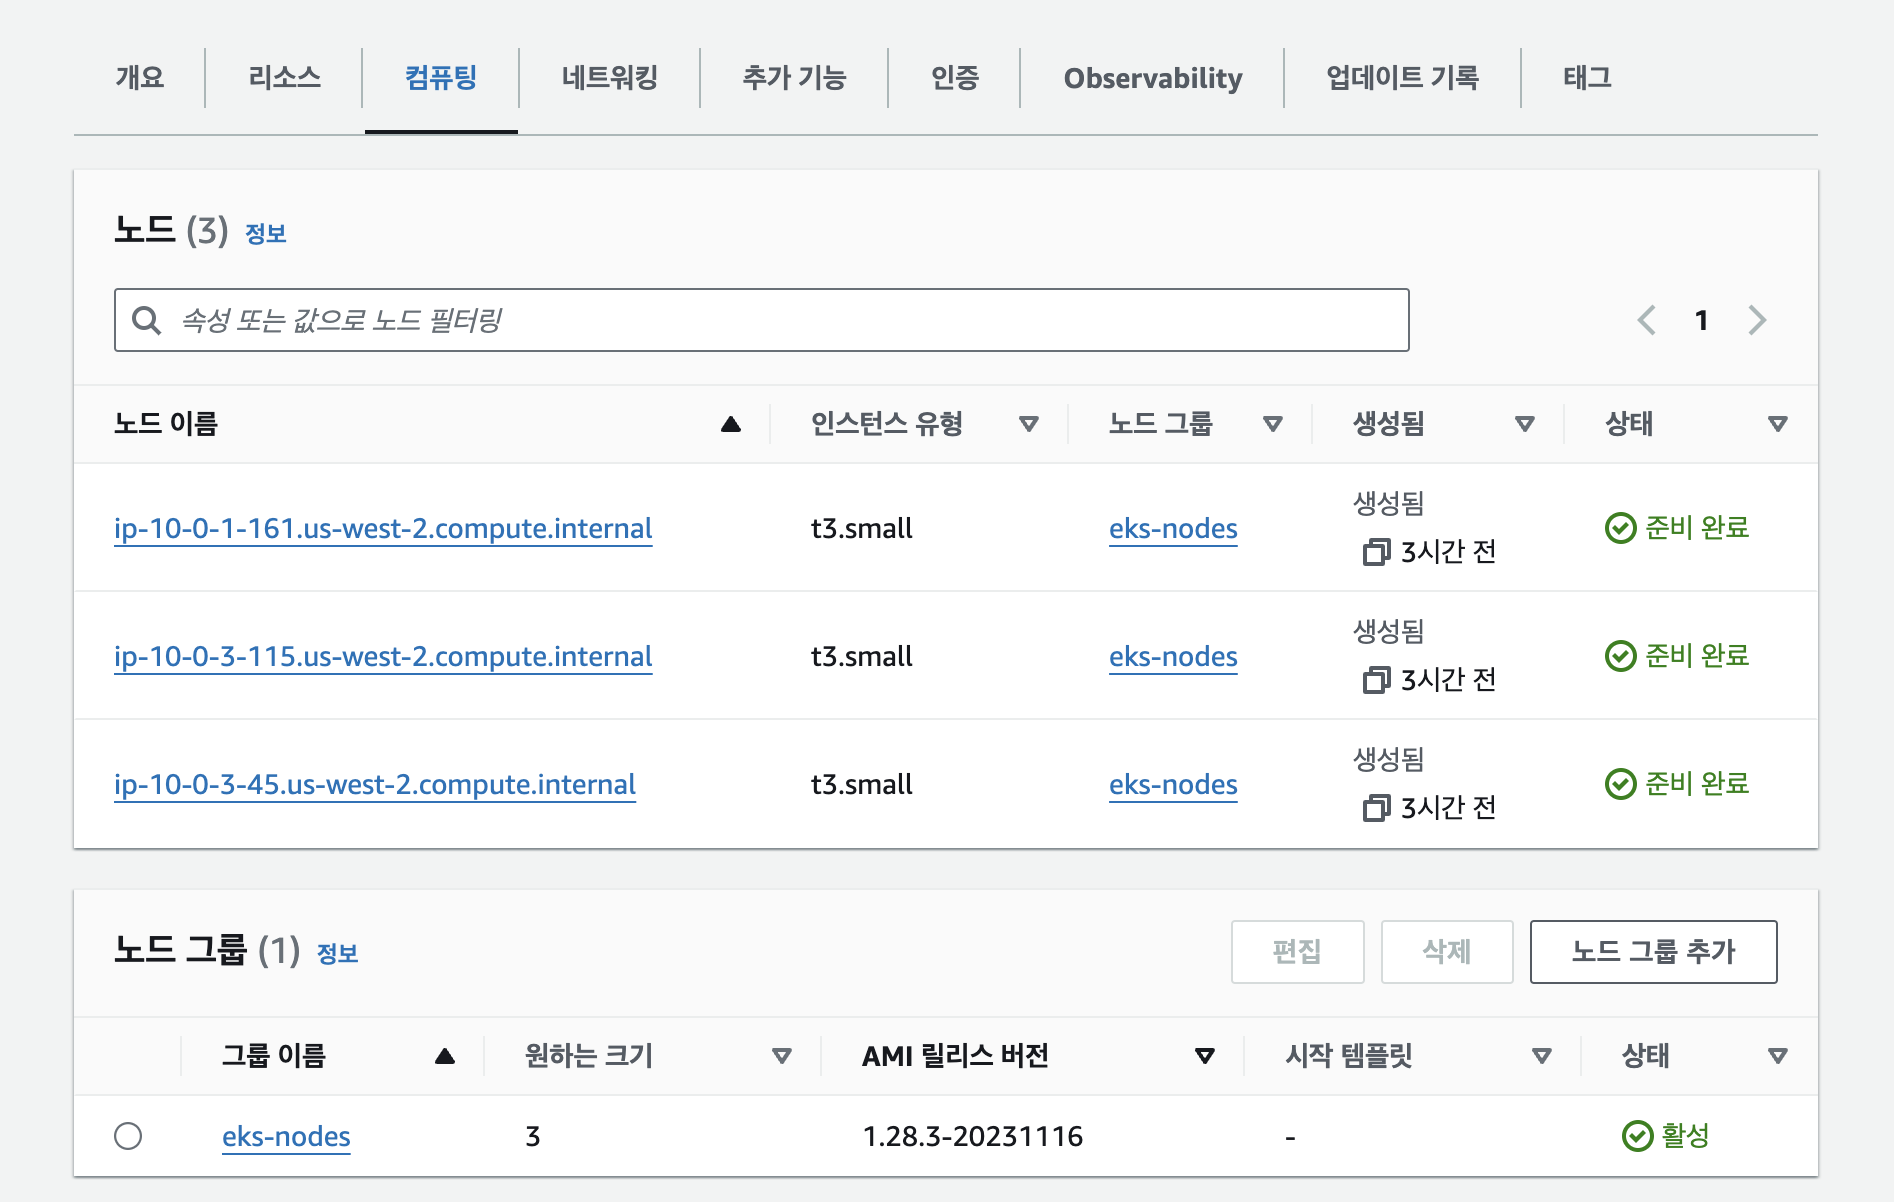 개요 리소스 컴퓨팅 네트워킹 추가 기능 인증 Observability 업데이트 기록 태그
노드 (3) 정보
속성 또는 값으로 노드 필터링
1
노드 이름 인스턴스 유형 노드 그룹 생성됨 상태
ip-10-0-1-161.us-west-2.compute.internal t3.small eks-nodes 생성됨 3시간 전 준비 완료
ip-10-0-3-115.us-west-2.compute.internal t3.small eks-nodes 생성됨 3시간 전 준비 완료
ip-10-0-3-45.us-west-2.compute.internal t3.small eks-nodes 생성됨 3시간 전 준비 완료
노드 그룹 (1) 정보 편집 삭제 노드 그룹 추가
그룹 이름 원하는 크기 AMI 릴리스 버전 시작 템플릿 상태
eks-nodes 3 1.28.3-20231116 - 활성